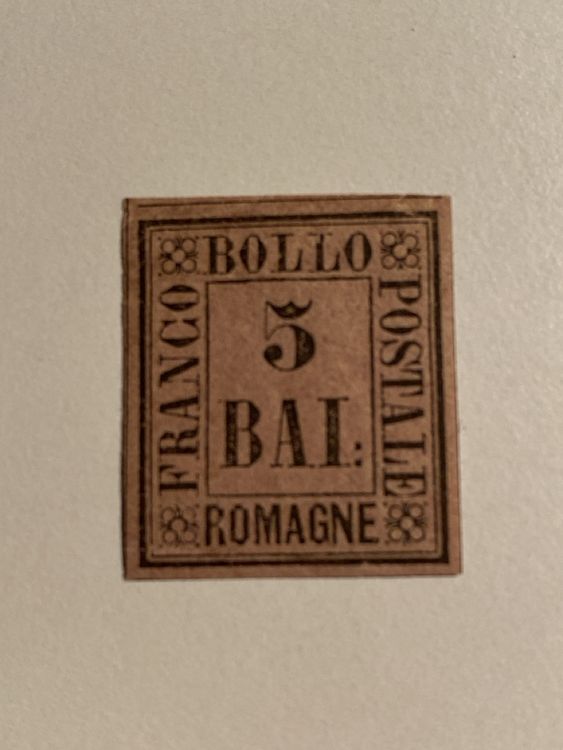 BOLLO
FRANCO
POSTALE
5
BAI:
ROMAGNE